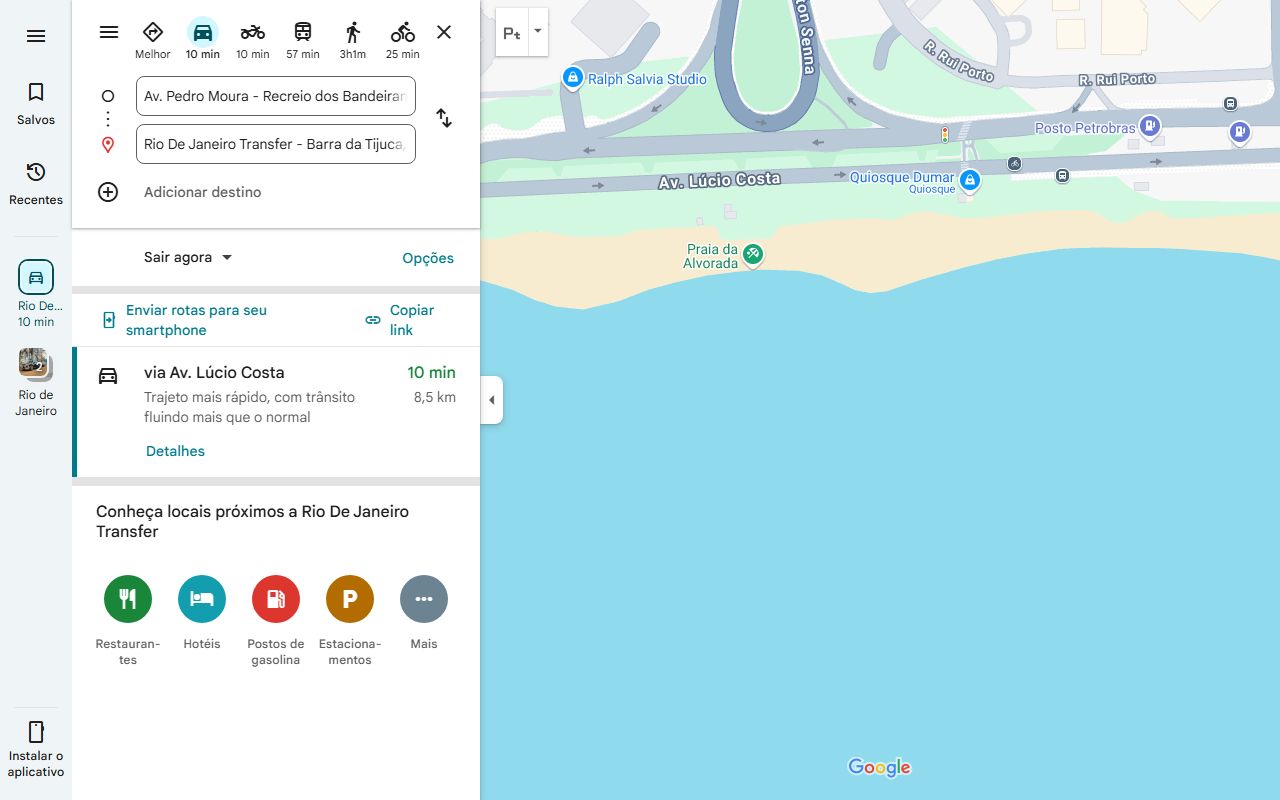 Melhor
10 min
10 min
57 min
3h1m
25 min
Av. Pedro Moura - Recreio dos Bandeiran
Rio De Janeiro Transfer - Barra da Tijuca,
Adicionar destino
Salvos
Recentes
Rio De...
10 min
2
Rio de
Janeiro
Instalar o
aplicativo
Sair agora
Opções
Enviar rotas para seu
smartphone
Copiar
link
via Av. Lúcio Costa
10 min
Trajeto mais rápido, com trânsito
fluindo mais que o normal
8,5 km
Detalhes
Conheça locais próximos a Rio De Janeiro
Transfer
Restauran-
tes
Hotéis
Postos de
gasolina
P
Estaciona-
mentos
Mais
ton Senna
R. Rui Porto
R. Rui Porto
Ralph Salvia Studio
Posto Petrobras
Av. Lúcio Costa
Quiosque Dumar
Quiosque
Praia da
Alvorada
Google